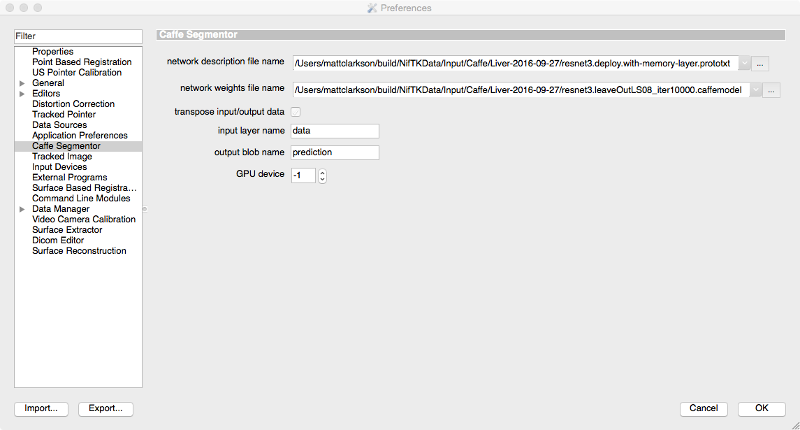 Preferences
Filter
Properties
Point Based Registration
US Pointer Calibration
General
Editors
Distortion Correction
Tracked Pointer
Data Sources
Application Preferences
Caffe Segmentor
Tracked Image
Input Devices
External Programs
Surface Based Registra...
Command Line Modules
Data Manager
Video Camera Calibration
Surface Extractor
Dicom Editor
Surface Reconstruction
Caffe Segmentor
network description file name /Users/mattclarkson/build/NifTKData/Input/Caffe/Liver-2016-09-27/resnet3.deploy.with-memory-layer.prototxt ...
network weights file name /Users/mattclarkson/build/NifTKData/Input/Caffe/Liver-2016-09-27/resnet3.leaveOutLS08_iter10000.caffemodel ...
transpose input/output data
input layer name data
output blob name prediction
GPU device -1
Import... Export... Cancel OK